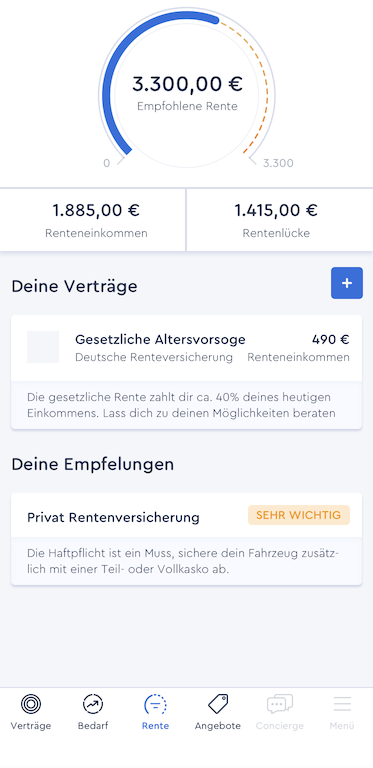 3.300,00 €
Empfohlene Rente
0
3.300
1.885,00 €
Renteneinkommen
1.415,00 €
Rentenlücke
Deine Verträge
+
Gesetzliche Altersvorsoge
490 €
Deutsche Rentenversicherung
Renteneinkommen
Die gesetzliche Rente zahlt dir ca. 40% deines heutigen
Einkommens. Lass dich zu deinen Möglichkeiten beraten
Deine Empfelungen
Privat Rentenversicherung
SEHR WICHTIG
Die Haftpflicht ist ein Muss, sichere dein Fahrzeug zusätz-
lich mit einer Teil- oder Vollkasko ab.
Verträge
Bedarf
Rente
Angebote
Concierge
Menü